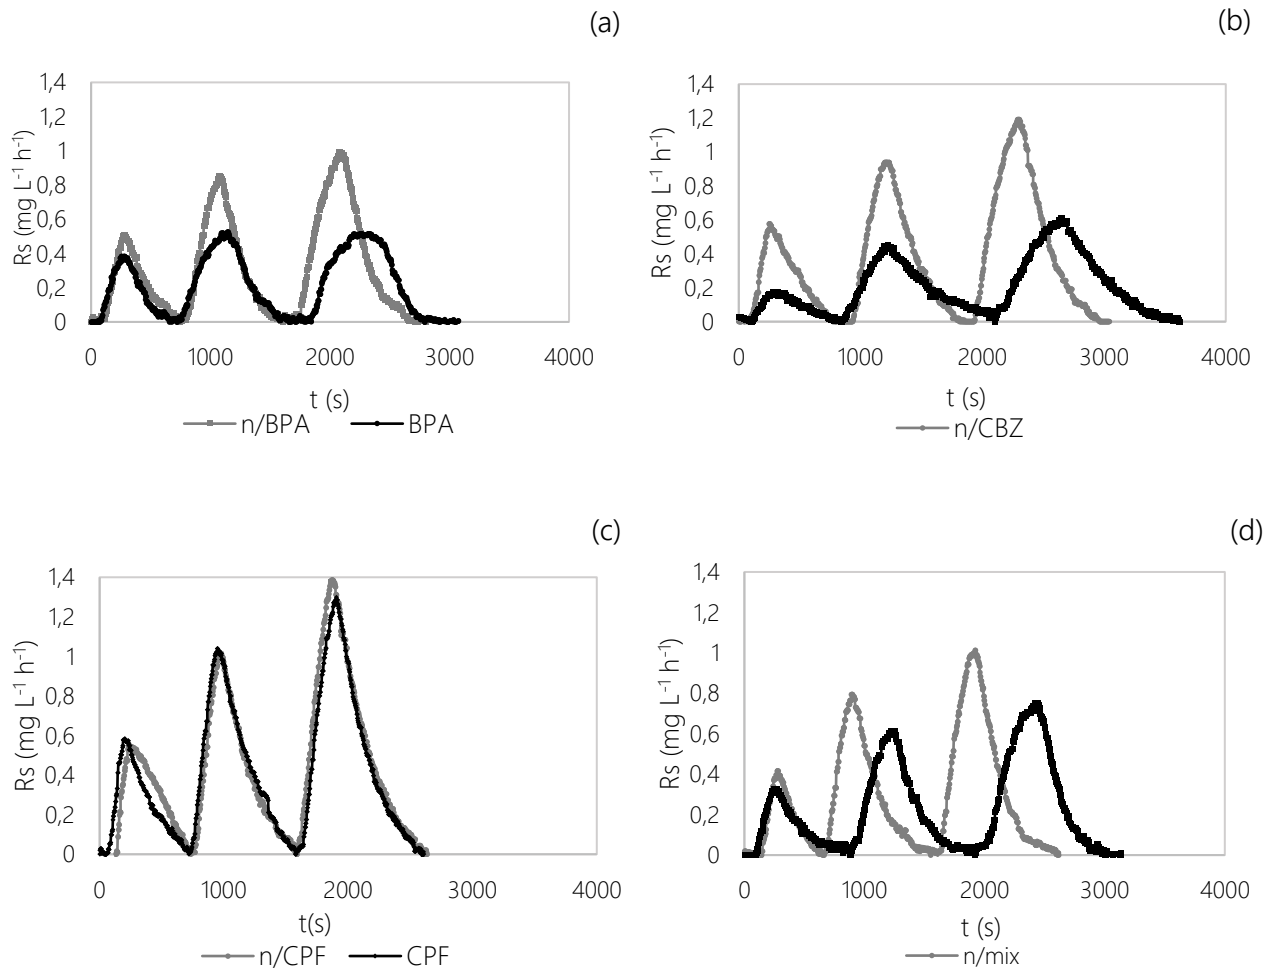 (a)
1,4
1,2
1
0,8
0,6
0,4
0,2
0
Rs (mg L⁻¹ h⁻¹)
0 1000 2000 3000 4000
t (s)
n/BPA BPA
(b)
1,4
1,2
1
0,8
0,6
0,4
0,2
0
Rs (mg L⁻¹ h⁻¹)
0 1000 2000 3000 4000
t (s)
n/CBZ
(c)
1,4
1,2
1
0,8
0,6
0,4
0,2
0
Rs (mg L⁻¹ h⁻¹)
0 1000 2000 3000 4000
t(s)
n/CPF CPF
(d)
1,4
1,2
1
0,8
0,6
0,4
0,2
0
Rs (mg L⁻¹ h⁻¹)
0 1000 2000 3000 4000
t (s)
n/mix